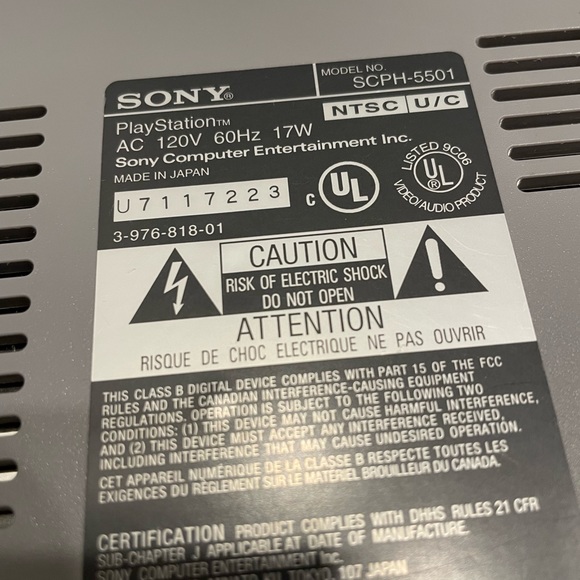 SONY®
MODEL NO.
SCPH-5501
PlayStation™
NTSC U/C
AC 120V 60Hz 17W
Sony Computer Entertainment Inc.
MADE IN JAPAN
U7117223
C UL
LISTED 9C06
UL
VIDEO/AUDIO PRODUCT
3-976-818-01
CAUTION
RISK OF ELECTRIC SHOCK
DO NOT OPEN
ATTENTION
RISQUE DE CHOC ELECTRIQUE NE PAS OUVRIR
THIS CLASS B DIGITAL DEVICE COMPLIES WITH PART 15 OF THE FCC
RULES AND THE CANADIAN INTERFERENCE-CAUSING EQUIPMENT
REGULATIONS. OPERATION IS SUBJECT TO THE FOLLOWING TWO
CONDITIONS: (1) THIS DEVICE MAY NOT CAUSE HARMFUL INTERFERENCE,
AND (2) THIS DEVICE MUST ACCEPT ANY INTERFERENCE RECEIVED,
INCLUDING INTERFERENCE THAT MAY CAUSE UNDESIRED OPERATION.
CET APPAREIL NUMÉRIQUE DE LA CLASSE B RESPECTE TOUTES LES
EXIGENCES DU RÈGLEMENT SUR LE MATÉRIEL BROUILLEUR DU CANADA.
CERTIFICATION PRODUCT COMPLIES WITH DHHS RULES 21 CFR
SUB-CHAPTER J APPLICABLE AT DATE OF MANUFACTURE.
SONY COMPUTER ENTERTAINMENT Inc.
TOKYO, 107 JAPAN